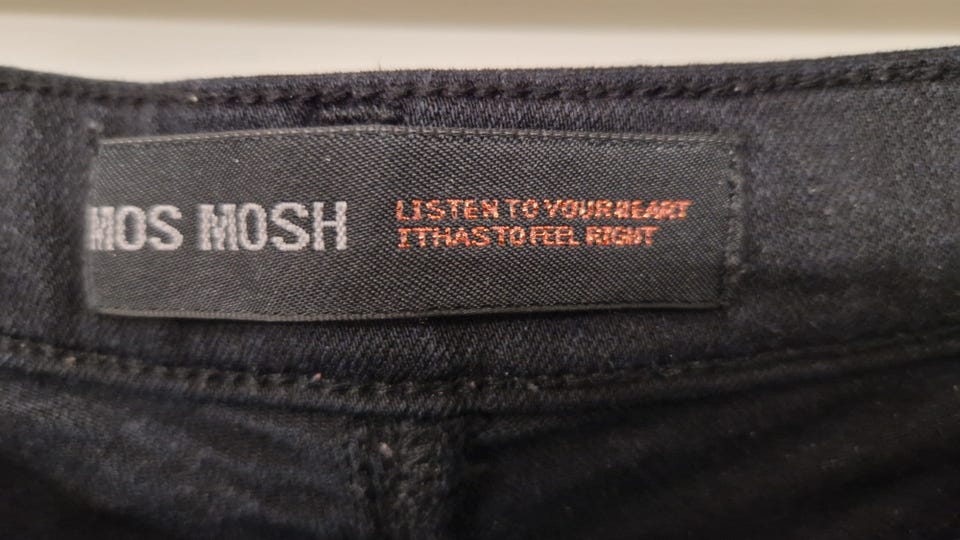 MOS MOSH
LISTEN TO YOUR HEART
IT HAS TO FEEL RIGHT